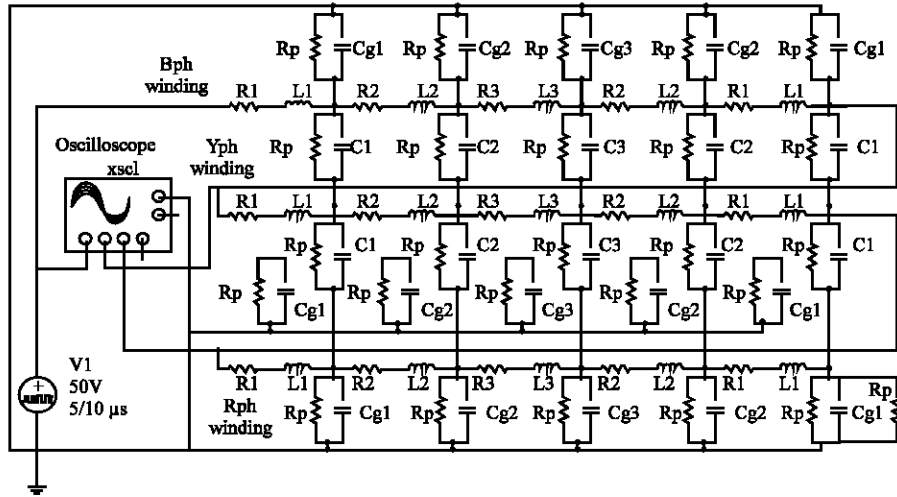 Rp Cg1 Rp Cg2 Rp Cg3 Rp Cg2 Rp Cg1
Bph
winding
R1 L1 R2 L2 R3 L3 R2 L2 R1 L1
Rp C1 Rp C2 Rp C3 Rp C2 Rp C1
Yph
winding
Oscilloscope
xscl
R1 L1 R2 L2 R3 L3 R2 L2 R1 L1
Rp C1 Rp C2 Rp C3 Rp C2 Rp C1
Rp Cg1 Rp Cg2 Rp Cg3 Rp Cg2 Rp Cg1
V1
50V
5/10 µs
R1 L1 R2 L2 R3 L3 R2 L2 R1 L1
Rph
winding
Rp Cg1 Rp Cg2 Rp Cg3 Rp Cg2 Rp Cg1 Rp